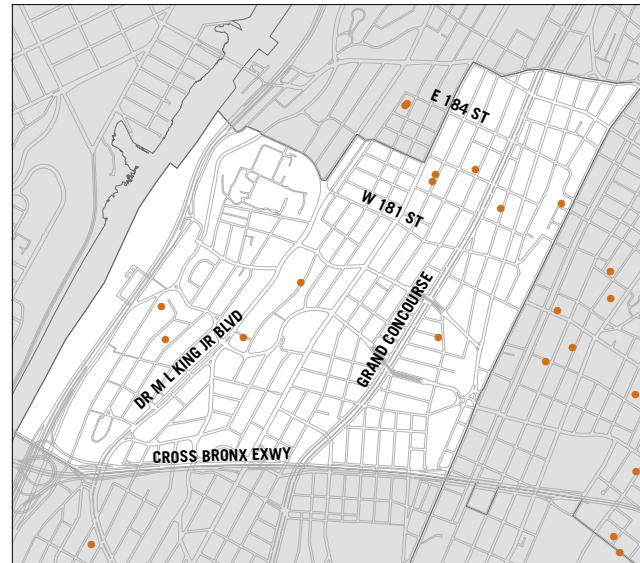 E 184 ST
W 181 ST
GRAND CONCOURSE
DR M L KING JR BLVD
CROSS BRONX EXWY